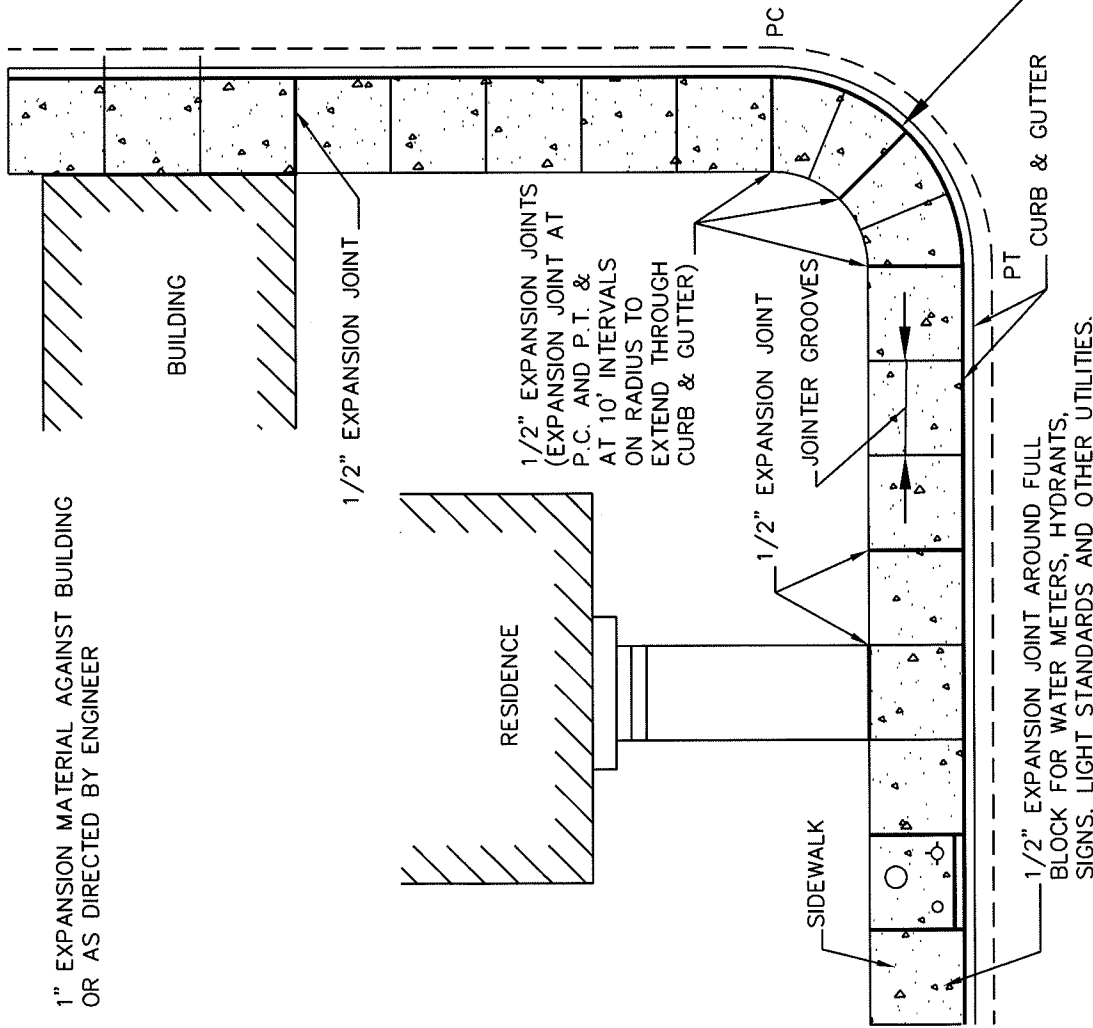 1" EXPANSION MATERIAL AGAINST BUILDING
OR AS DIRECTED BY ENGINEER
BUILDING
1/2" EXPANSION JOINT
PC
1/2" EXPANSION JOINTS
(EXPANSION JOINT AT
P.C. AND P.T. &
AT 10' INTERVALS
ON RADIUS TO
EXTEND THROUGH
CURB & GUTTER)
RESIDENCE
1/2" EXPANSION JOINT
JOINTER GROOVES
PT
CURB & GUTTER
SIDEWALK
1/2" EXPANSION JOINT AROUND FULL
BLOCK FOR WATER METERS, HYDRANTS,
SIGNS, LIGHT STANDARDS AND OTHER UTILITIES.